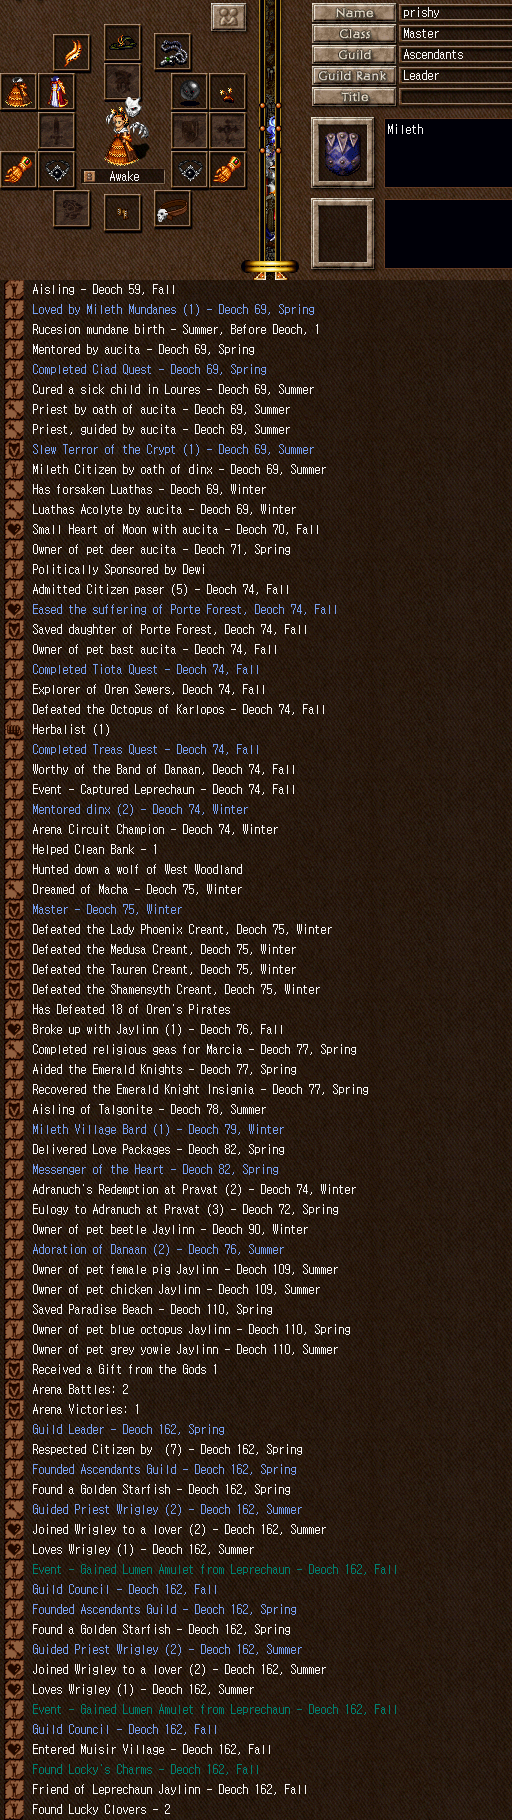 Name prishy
Class Master
Guild Ascendants
Guild Rank Leader
Title
Mileth
B Awake
Aisling - Deoch 59, Fall
Loved by Mileth Mundanes (1) - Deoch 69, Spring
Rucesion mundane birth - Summer, Before Deoch, 1
Mentored by aucita - Deoch 69, Spring
Completed Ciad Quest - Deoch 69, Spring
Cured a sick child in Loures - Deoch 69, Summer
Priest by oath of aucita - Deoch 69, Summer
Priest, guided by aucita - Deoch 69, Summer
Slew Terror of the Crypt (1) - Deoch 69, Summer
Mileth Citizen by oath of dinx - Deoch 69, Summer
Has forsaken Luathas - Deoch 69, Winter
Luathas Acolyte by aucita - Deoch 69, Winter
Small Heart of Moon with aucita - Deoch 70, Fall
Owner of pet deer aucita - Deoch 71, Spring
Politically Sponsored by Dewi
Admitted Citizen paser (5) - Deoch 74, Fall
Eased the suffering of Porte Forest, Deoch 74, Fall
Saved daughter of Porte Forest, Deoch 74, Fall
Owner of pet bast aucita - Deoch 74, Fall
Completed Tiota Quest - Deoch 74, Fall
Explorer of Oren Sewers, Deoch 74, Fall
Defeated the Octopus of Karlopos - Deoch 74, Fall
Herbalist (1)
Completed Treas Quest - Deoch 74, Fall
Worthy of the Band of Danaan, Deoch 74, Fall
Event - Captured Leprechaun - Deoch 74, Fall
Mentored dinx (2) - Deoch 74, Winter
Arena Circuit Champion - Deoch 74, Winter
Helped Clean Bank - 1
Hunted down a wolf of West Woodland
Dreamed of Macha - Deoch 75, Winter
Master - Deoch 75, Winter
Defeated the Lady Phoenix Creant, Deoch 75, Winter
Defeated the Medusa Creant, Deoch 75, Winter
Defeated the Tauren Creant, Deoch 75, Winter
Defeated the Shamensyth Creant, Deoch 75, Winter
Has Defeated 18 of Oren's Pirates
Broke up with Jaylinn (1) - Deoch 76, Fall
Completed religious geas for Marcia - Deoch 77, Spring
Aided the Emerald Knights - Deoch 77, Spring
Recovered the Emerald Knight Insignia - Deoch 77, Spring
Aisling of Talgonite - Deoch 78, Summer
Mileth Village Bard (1) - Deoch 79, Winter
Delivered Love Packages - Deoch 82, Spring
Messenger of the Heart - Deoch 82, Spring
Adranuch's Redemption at Pravat (2) - Deoch 74, Winter
Eulogy to Adranuch at Pravat (3) - Deoch 72, Spring
Owner of pet beetle Jaylinn - Deoch 90, Winter
Adoration of Danaan (2) - Deoch 76, Summer
Owner of pet female pig Jaylinn - Deoch 109, Summer
Owner of pet chicken Jaylinn - Deoch 109, Summer
Saved Paradise Beach - Deoch 110, Spring
Owner of pet blue octopus Jaylinn - Deoch 110, Spring
Owner of pet grey yowie Jaylinn - Deoch 110, Summer
Received a Gift from the Gods 1
Arena Battles: 2
Arena Victories: 1
Guild Leader - Deoch 162, Spring
Respected Citizen by  (7) - Deoch 162, Spring
Founded Ascendants Guild - Deoch 162, Spring
Found a Golden Starfish - Deoch 162, Spring
Guided Priest Wrigley (2) - Deoch 162, Summer
Joined Wrigley to a lover (2) - Deoch 162, Summer
Loves Wrigley (1) - Deoch 162, Summer
Event - Gained Lumen Amulet from Leprechaun - Deoch 162, Fall
Guild Council - Deoch 162, Fall
Founded Ascendants Guild - Deoch 162, Spring
Found a Golden Starfish - Deoch 162, Spring
Guided Priest Wrigley (2) - Deoch 162, Summer
Joined Wrigley to a lover (2) - Deoch 162, Summer
Loves Wrigley (1) - Deoch 162, Summer
Event - Gained Lumen Amulet from Leprechaun - Deoch 162, Fall
Guild Council - Deoch 162, Fall
Entered Muisir Village - Deoch 162, Fall
Found Locky's Charms - Deoch 162, Fall
Friend of Leprechaun Jaylinn - Deoch 162, Fall
Found Lucky Clovers - 2